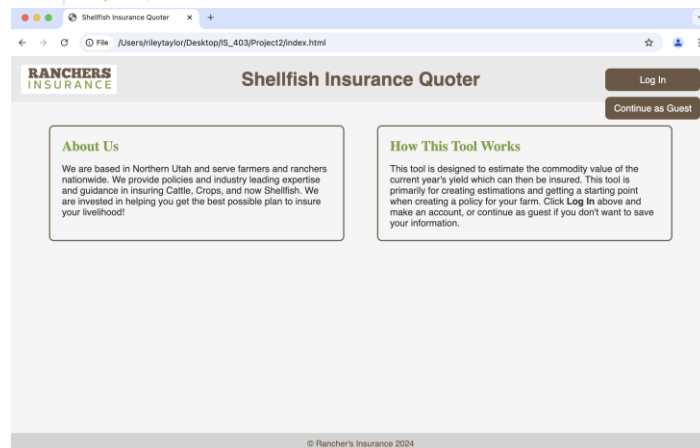 Shellfish Insurance Quoter
File /Users/rileytaylor/Desktop/IS_403/Project2/index.html
RANCHERS
INSURANCE
Shellfish Insurance Quoter
Log In
Continue as Guest
About Us
We are based in Northern Utah and serve farmers and ranchers
nationwide. We provide policies and industry leading expertise
and guidance in insuring Cattle, Crops, and now Shellfish. We
are invested in helping you get the best possible plan to insure
your livelihood!
How This Tool Works
This tool is designed to estimate the commodity value of the
current year's yield which can then be insured. This tool is
primarily for creating estimations and getting a starting point
when creating a policy for your farm. Click Log In above and
make an account, or continue as guest if you don't want to save
your information.
© Rancher's Insurance 2024